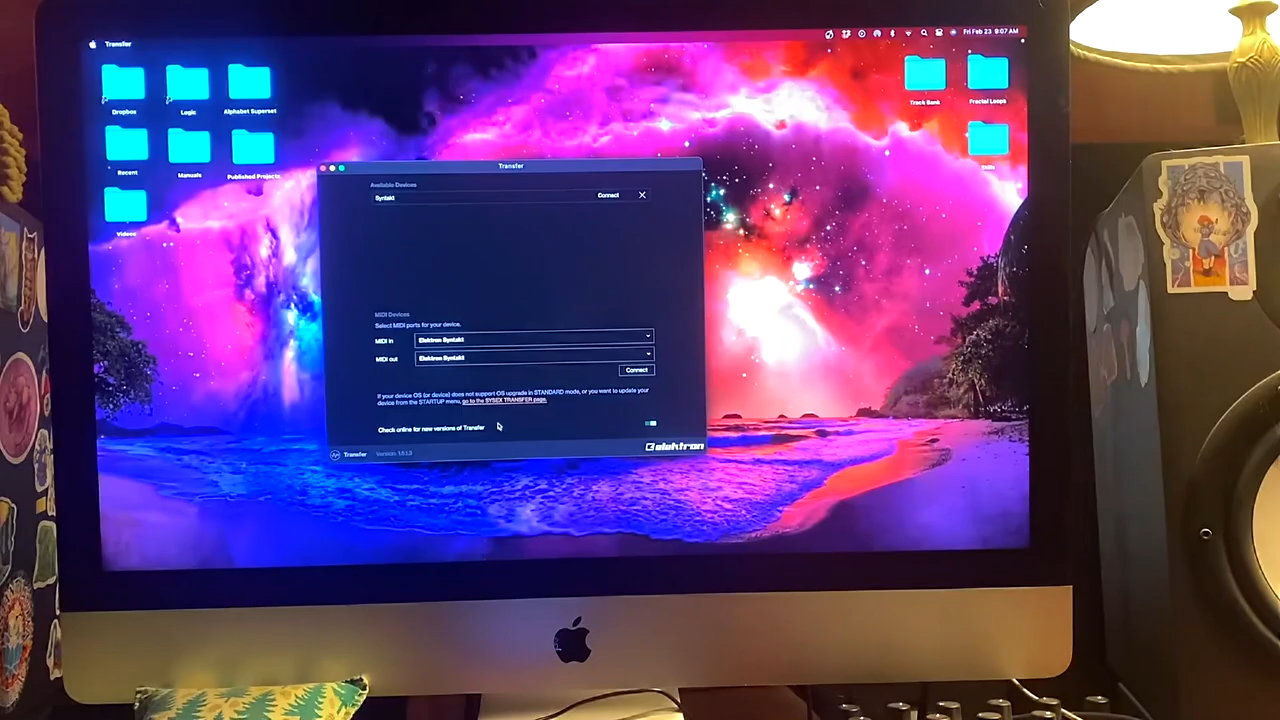 Transfer
Fri Feb 23 9:07 AM
Dropbox
Logic
Alphabet Superset
Track Bank
Fractal Loops
Recent
Manuals
Published Projects
Videos
Transfer
Available Devices
Syntakt
Connect
MIDI Devices
Select MIDI ports for your device.
MIDI in
Elektron Syntakt
MIDI out
Elektron Syntakt
Connect
If your device OS (or device) does not support OS upgrade in STANDARD mode, or you want to update your
device from the STARTUP menu, go to the SYSEX TRANSFER page.
Check online for new versions of Transfer
elektron
Transfer
Version